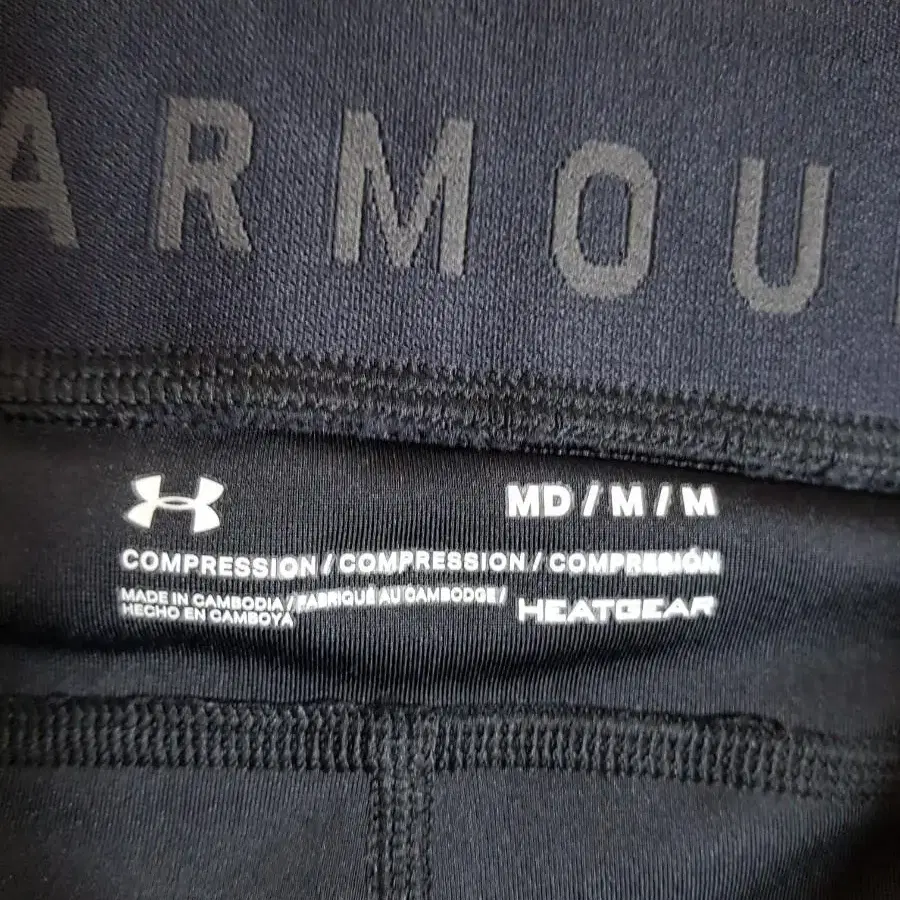 ARMOU
MD / M / M
COMPRESSION / COMPRESSION / COMPRESIÓN
MADE IN CAMBODIA / FABRIQUÉ AU CAMBODGE /
HECHO EN CAMBOYA
HEATGEAR